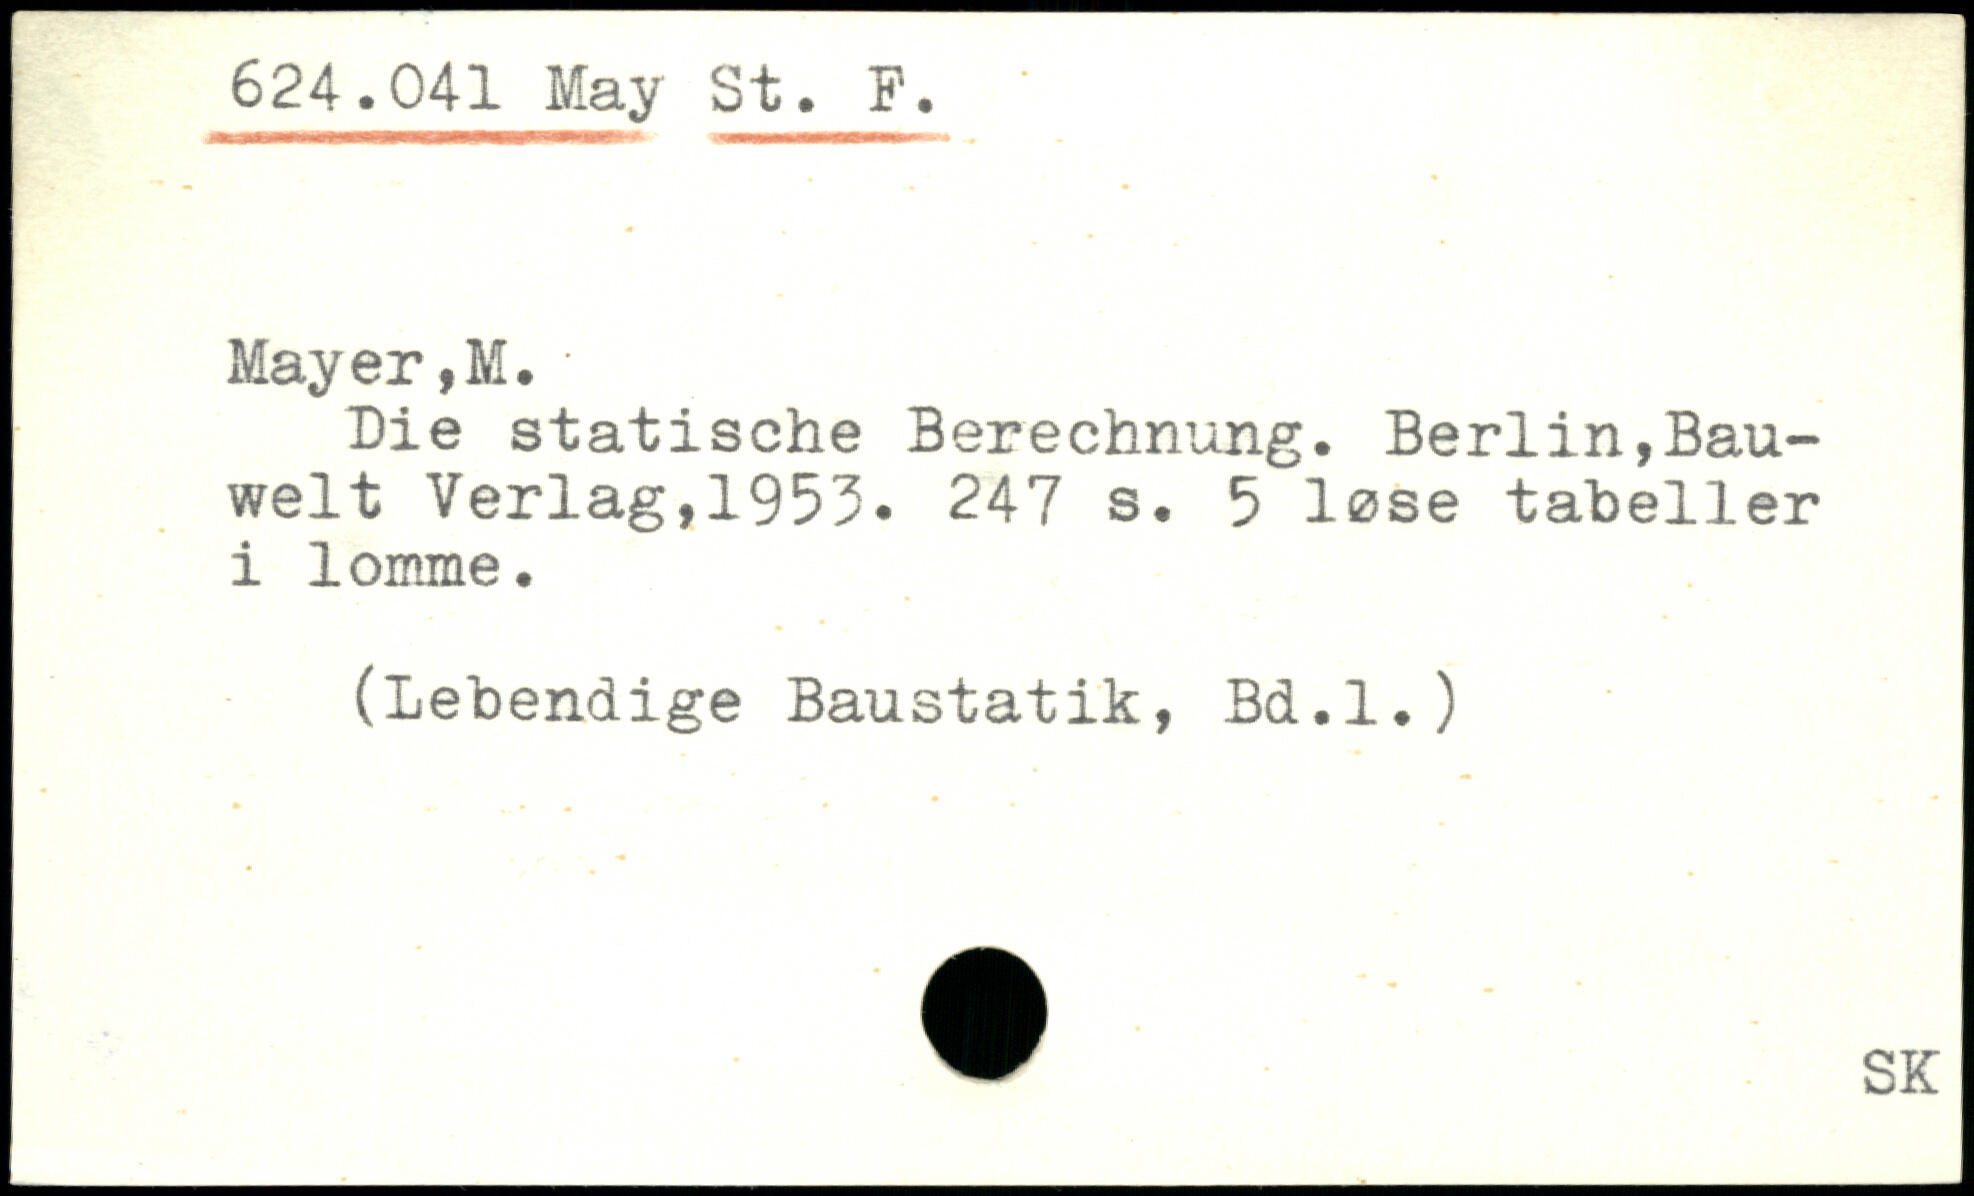 624.041 May St. F.
Mayer,M.
Die statische Berechnung. Berlin,Bau-
welt Verlag,1953. 247 s. 5 løse tabeller
i lomme.
(Lebendige Baustatik, Bd.1.)
SK